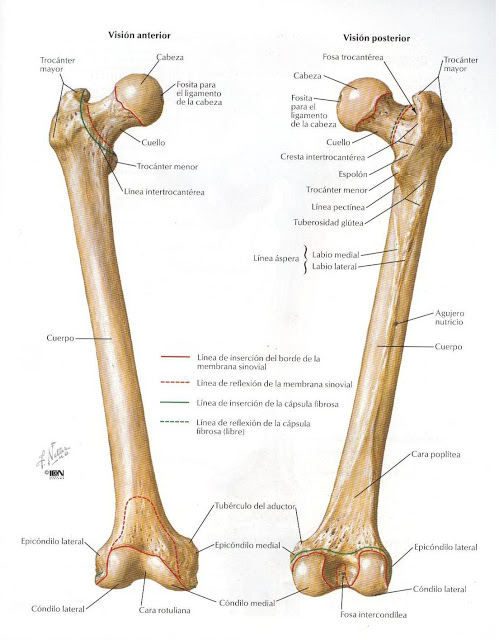 Visión anterior
Trocánter
mayor
Cabeza
Fosita para
el ligamento
de la cabeza
Cuello
Trocánter menor
Línea intertrocantérea
Cuerpo
Epicóndilo lateral
Cóndilo lateral
Cara rotuliana
Cóndilo medial
Epicóndilo medial
Tubérculo del aductor
Línea de inserción del borde de la
membrana sinovial
Línea de reflexión de la membrana sinovial
Línea de inserción de la cápsula fibrosa
Línea de reflexión de la cápsula
fibrosa (libre)
Visión posterior
Fosa trocantérea
Trocánter
mayor
Cabeza
Fosita
para el
ligamento
de la cabeza
Cuello
Cresta intertrocantérea
Espolón
Trocánter menor
Línea pectínea
Tuberosidad glútea
Línea áspera
Labio medial
Labio lateral
Agujero
nutricio
Cuerpo
Cara poplítea
Epicóndilo lateral
Cóndilo lateral
Fosa intercondílea
F. Netter
©ICON